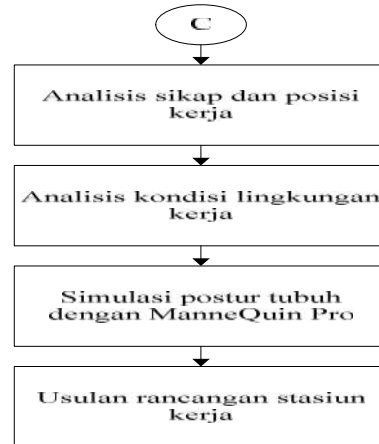 C
Analisis sikap dan posisi
kerja
Analisis kondisi lingkungan
kerja
Simulasi postur tubuh
dengan ManneQuin Pro
Usulan rancangan stasiun
kerja